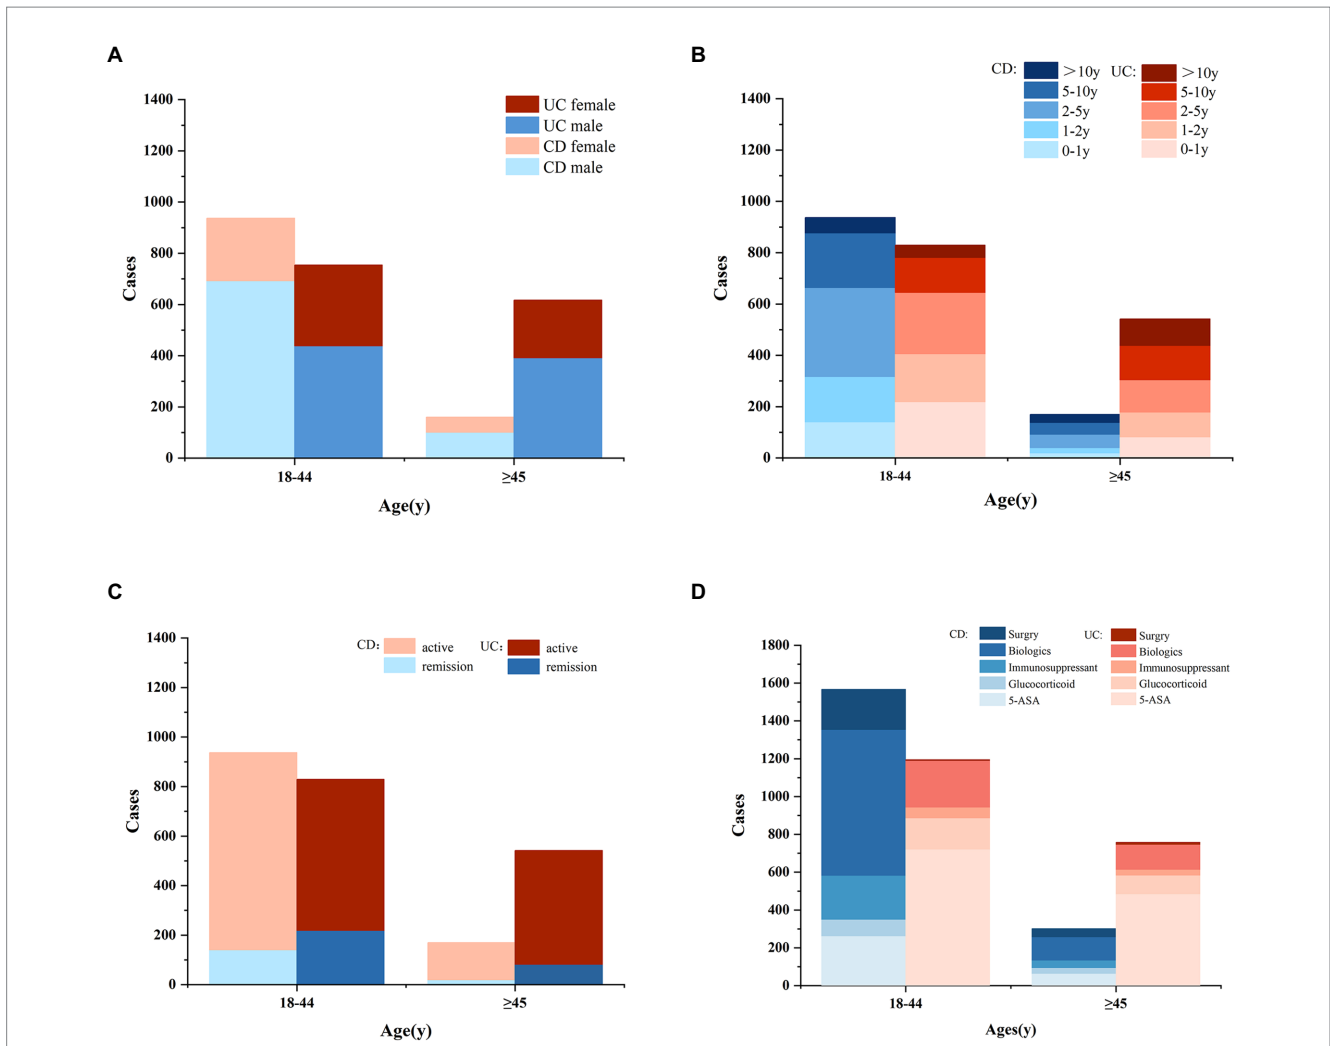 A
UC female
UC male
CD female
CD male
1400
1200
1000
800
600
400
200
0
Cases
18-44
≥45
Age(y)
B
CD:
>10y
5-10y
2-5y
1-2y
0-1y
UC:
>10y
5-10y
2-5y
1-2y
0-1y
1400
1200
1000
800
600
400
200
0
Cases
18-44
≥45
Age(y)
C
CD:
active
remission
UC:
active
remission
1400
1200
1000
800
600
400
200
0
Cases
18-44
≥45
Age(y)
D
CD:
Surgry
Biologics
Immunosuppressant
Glucocorticoid
5-ASA
UC:
Surgry
Biologics
Immunosuppressant
Glucocorticoid
5-ASA
1800
1600
1400
1200
1000
800
600
400
200
0
Cases
18-44
≥45
Ages(y)